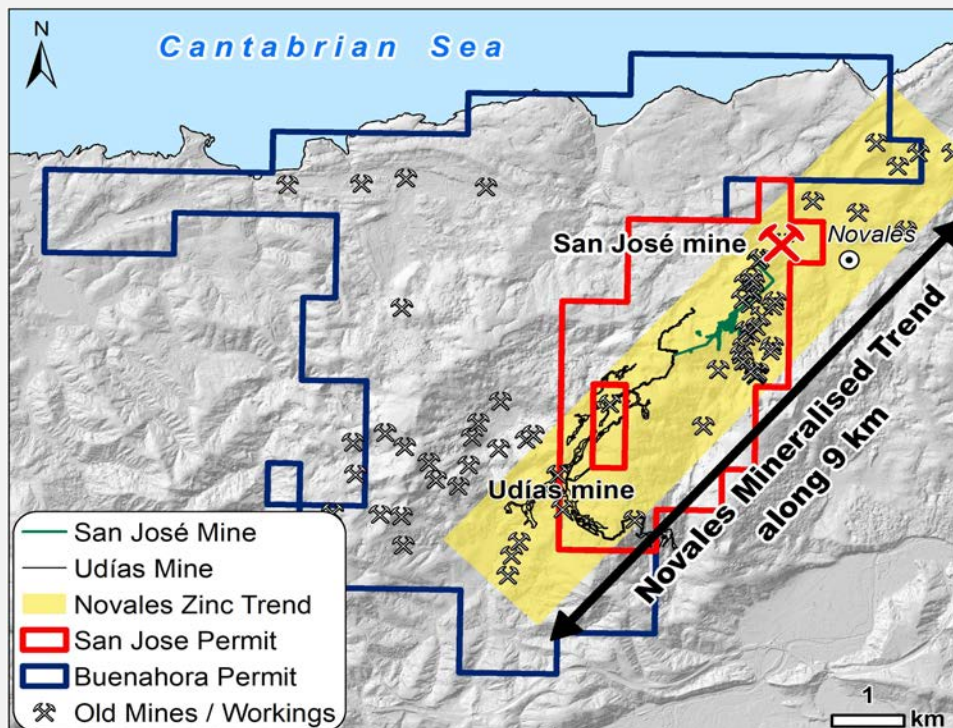 N
Cantabrian Sea
San José mine
Novales
Udías mine
Novales Mineralised Trend
along 9 km
San José Mine
Udías Mine
Novales Zinc Trend
San Jose Permit
Buenahora Permit
Old Mines / Workings
1
km